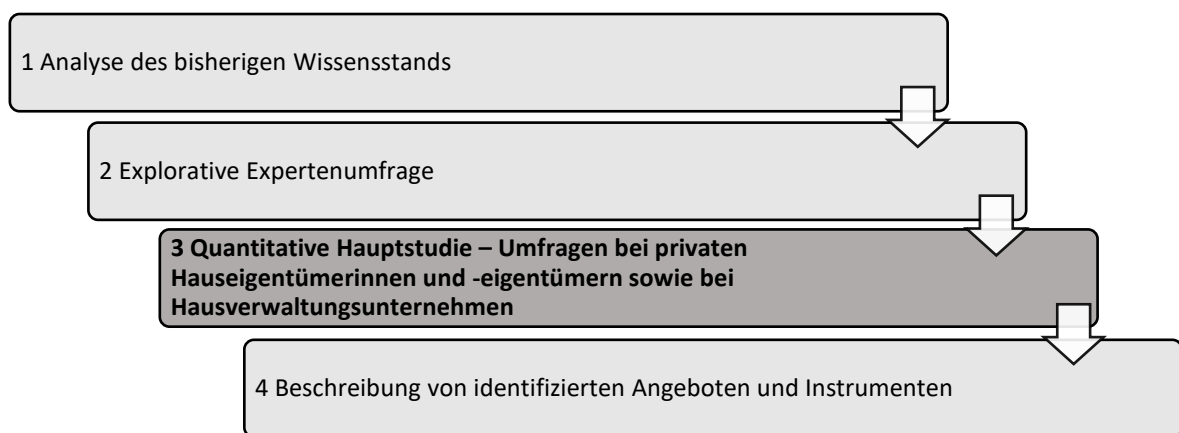 1 Analyse des bisherigen Wissensstands
2 Explorative Expertenumfrage
3 Quantitative Hauptstudie – Umfragen bei privaten
Hauseigentümerinnen und -eigentümern sowie bei
Hausverwaltungsunternehmen
4 Beschreibung von identifizierten Angeboten und Instrumenten